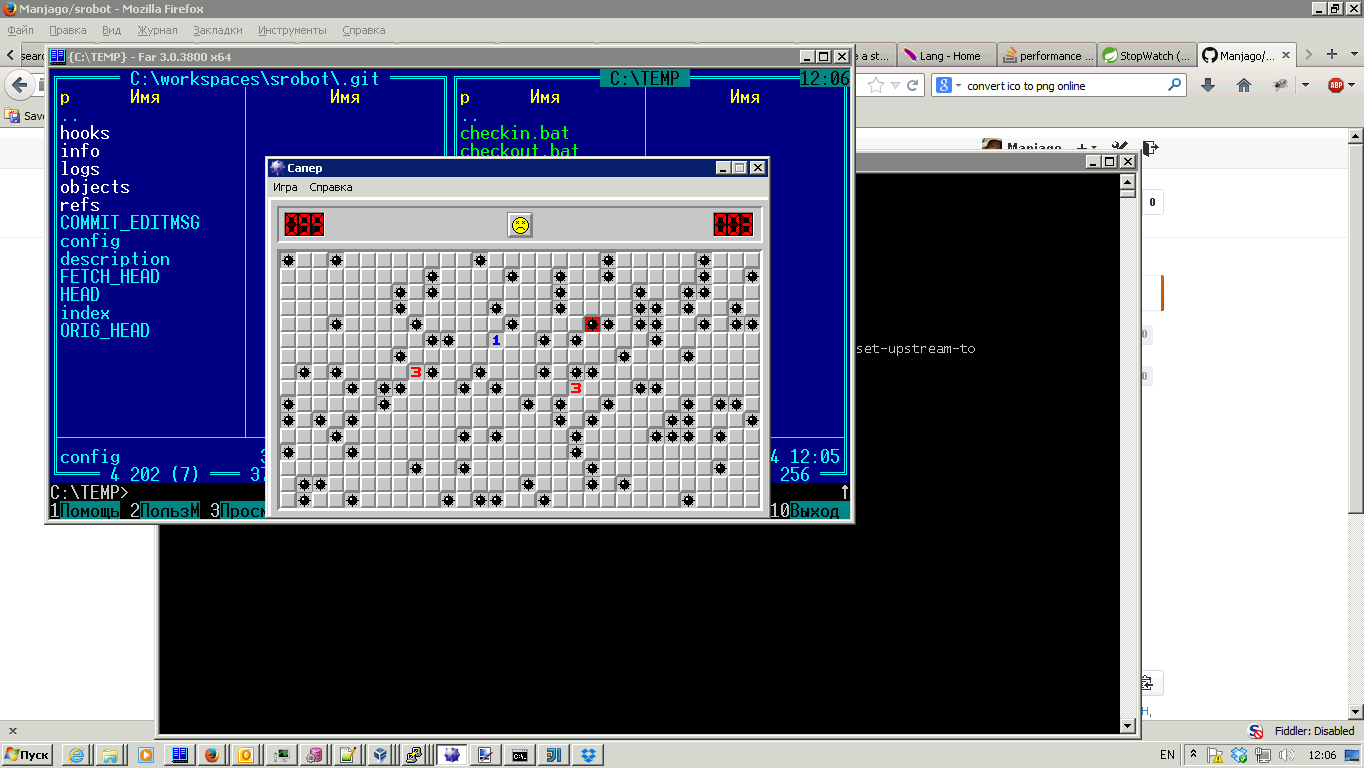 Manjago/srobot - Mozilla Firefox
Файл Правка Вид Журнал Закладки Инструменты Справка
{C:\TEMP} - Far 3.0.3800 x64
e a st...
Lang - Home
performance ...
StopWatch (...
Manjago/...
convert ico to png online
ABP
C:\workspaces\srobot\.git
C:\TEMP
12:06
р Имя Имя
р Имя Имя
..
hooks
info
logs
objects
refs
COMMIT_EDITMSG
config
description
FETCH_HEAD
HEAD
index
ORIG_HEAD
..
checkin.bat
checkout.bat
Manjago
0
Сапер
Игра Справка
1
3
3
set-upstream-to
0
0
config
4 12:05
4 202 (7)
256
C:\TEMP>
1Помощь 2ПользМ 3Просм
10Выход
Fiddler: Disabled
Пуск
EN
12:06